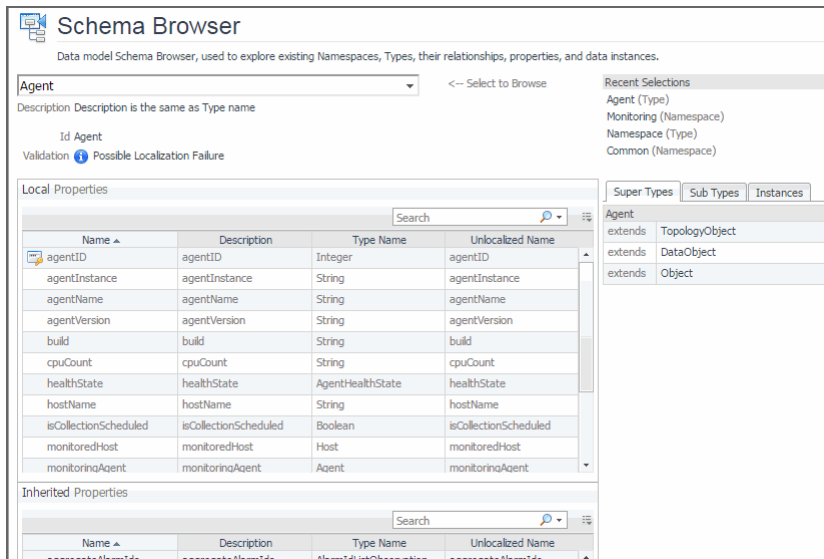 Schema Browser
Data model Schema Browser, used to explore existing Namespaces, Types, their relationships, properties, and data instances.
Agent
<-- Select to Browse
Description Description is the same as Type name
Id Agent
Validation Possible Localization Failure
Recent Selections
Agent (Type)
Monitoring (Namespace)
Namespace (Type)
Common (Namespace)
Local Properties
Search
Name Description Type Name Unlocalized Name
agentID agentID Integer agentID
agentInstance agentInstance String agentInstance
agentName agentName String agentName
agentVersion agentVersion String agentVersion
build build String build
cpuCount cpuCount String cpuCount
healthState healthState AgentHealthState healthState
hostName hostName String hostName
isCollectionScheduled isCollectionScheduled Boolean isCollectionScheduled
monitoredHost monitoredHost Host monitoredHost
monitoringAgent monitoringAgent Agent monitoringAgent
Super Types Sub Types Instances
Agent
extends TopologyObject
extends DataObject
extends Object
Inherited Properties
Search
Name Description Type Name Unlocalized Name